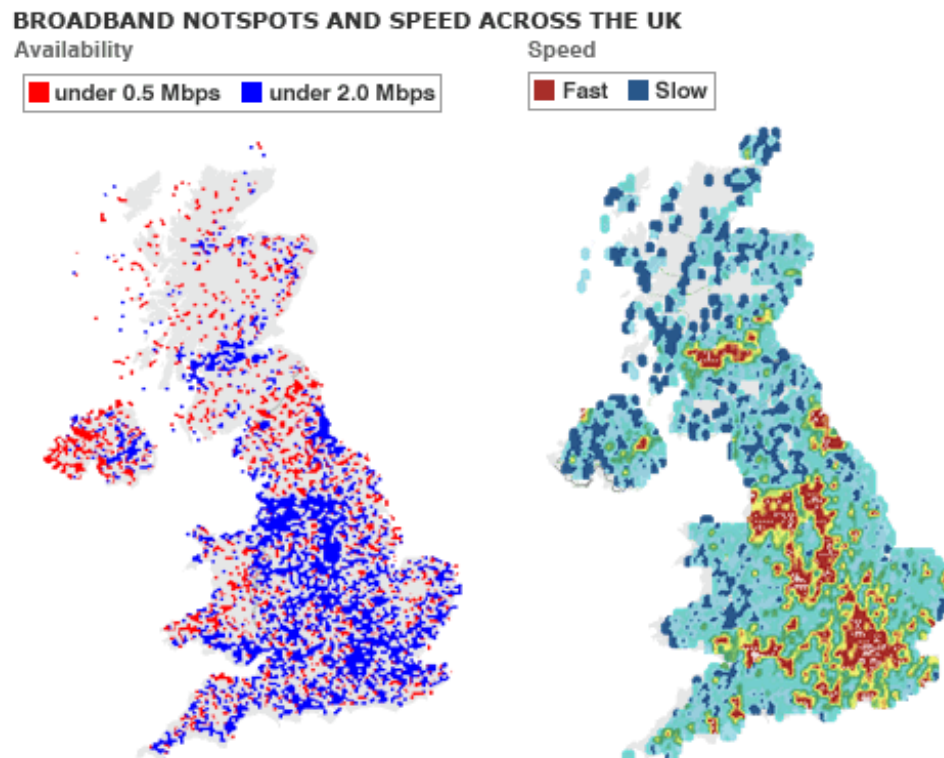 BROADBAND NOTSPOTS AND SPEED ACROSS THE UK
Availability
under 0.5 Mbps under 2.0 Mbps
Speed
Fast Slow